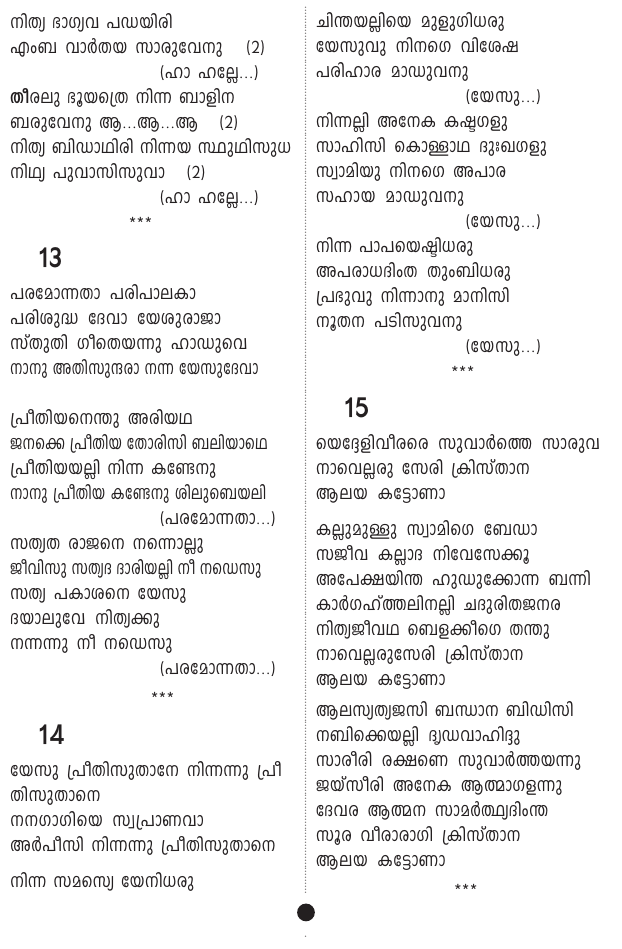 നിത്യ ഭാഗ്യവ പഡയിരി
എംബ വാർതയ സാരുവേനു (2)
(ഹാ ഹല്ലേ...)
തീരലു ഭൂയത്രെ നിന്ന ബാളിന
ബരുവേനു ആ...ആ...ആ (2)
നിത്യ ബിഡാഥിരി നിന്നയ സ്ഥുഥിസുധ
നിഥ്യ പുവാസിസുവാ (2)
(ഹാ ഹല്ലേ...)
***
13
പരമോന്നതാ പരിപാലകാ
പരിശുദ്ധ ദേവാ യേശുരാജാ
സ്തുതി ഗീതെയന്നു ഹാഡുവെ
നാനു അതിസുന്ദരാ നന്ന യേസുദേവാ
പ്രീതിയനെന്തു അരിയഥ
ജനക്കെ പ്രീതിയ തോരിസി ബലിയാഥെ
പ്രീതിയയല്ലി നിന്ന കണ്ടേനു
നാനു പ്രീതിയ കണ്ടേനു ശിലുബെയലി
(പരമോന്നതാ...)
സത്യത രാജനെ നന്നൊല്ലു
ജീവിസു സത്യദ ദാരിയല്ലി നീ നഡെസു
സത്യ പകാശനെ യേസു
ദയാലുവേ നിത്യക്കു
നന്നന്നു നീ നഡെസു
(പരമോന്നതാ...)
***
14
യേസു പ്രീതിസുതാനേ നിന്നന്നു പ്രീ
തിസുതാനെ
നനഗാഗിയെ സ്വപ്രാണവാ
അർപീസി നിന്നന്നു പ്രീതിസുതാനെ
നിന്ന സമസ്യെ യേനിധരു
ചിന്തയല്ലിയെ മുളുഗിധരു
യേസുവു നിനഗെ വിശേഷ
പരിഹാര മാഡുവനു
(യേസു...)
നിന്നല്ലി അനേക കഷ്ടഗളു
സാഹിസി കൊള്ളാഥ ദുഃഖഗളു
സ്വാമിയു നിനഗെ അപാര
സഹായ മാഡുവനു
(യേസു...)
നിന്ന പാപയെഷ്ടിധരു
അപരാധദിംത തുംബിധരു
പ്രഭുവു നിന്നാനു മാനിസി
നൂതന പടിസുവനു
(യേസു...)
***
15
യെദ്ദേളിവീരരെ സുവാർത്തെ സാരുവ
നാവെല്ലരു സേരി ക്രിസ്താന
ആലയ കട്ടോണാ
കല്ലുമുള്ളു സ്വാമിഗെ ബേഡാ
സജീവ കല്ലാദ നിവേസേക്കൂ
അപേക്ഷയിന്ത ഹുഡുക്കോന്ന ബന്നി
കാർഗഹ്ത്തലിനല്ലി ചദുരിതജനര
നിത്യജീവഥ ബെളക്കീഗെ തന്തു
നാവെല്ലരുസേരി ക്രിസ്താന
ആലയ കട്ടോണാ
ആലസ്യത്വജസി ബന്ധാന ബിഡിസി
നബിക്കെയല്ലി ദൃഡവാഹിദ്ദു
സാരീരി രക്ഷണെ സുവാർത്തയന്നു
ജയ്സീരി അനേക ആത്മാഗളന്നു
ദേവര ആത്മന സാമർത്ഥ്യദിംത
സൂര വീരാരാഗി ക്രിസ്താന
ആലയ കട്ടോണാ
***